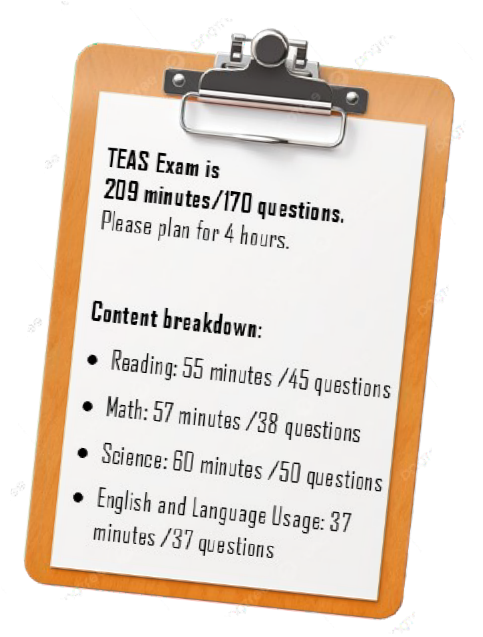 TEAS Exam is
209 minutes/170 questions.
Please plan for 4 hours.
Content breakdown:
• Reading: 55 minutes /45 questions
• Math: 57 minutes /38 questions
• Science: 60 minutes /50 questions
• English and Language Usage: 37
minutes /37 questions